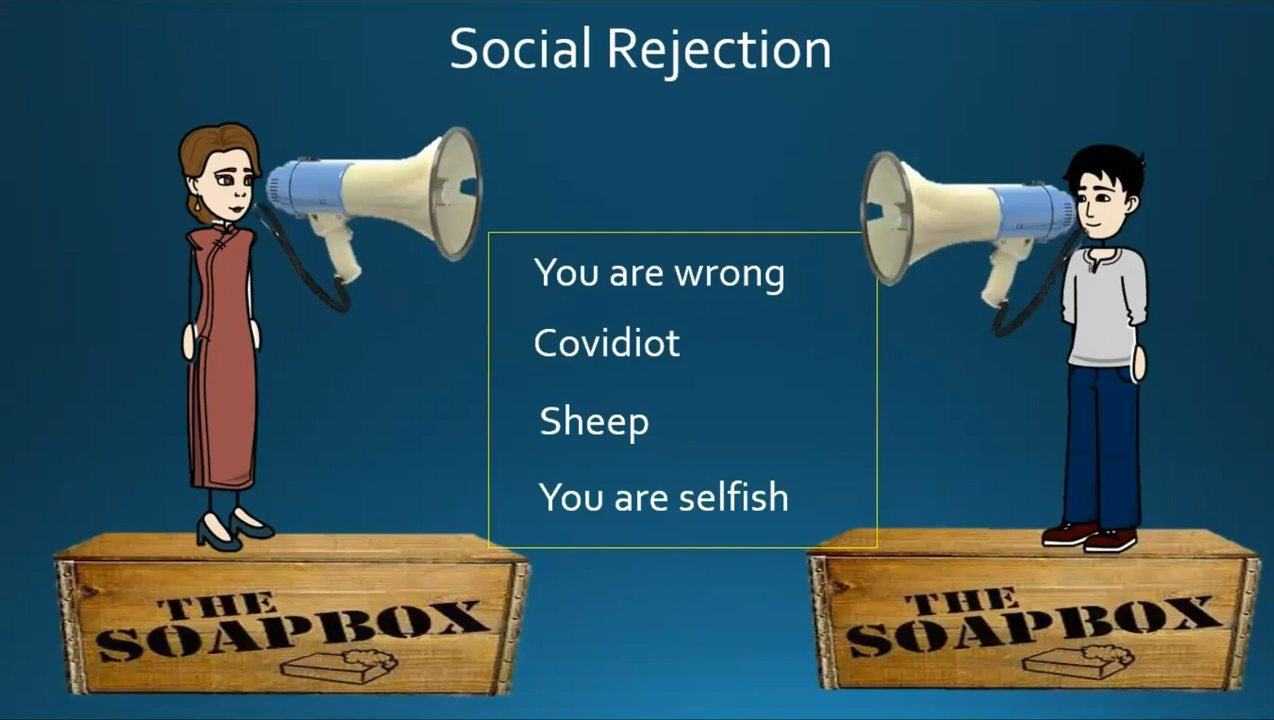 Social Rejection
You are wrong
Covidiot
Sheep
You are selfish
THE
SOAPBOX
THE
SOAPBOX